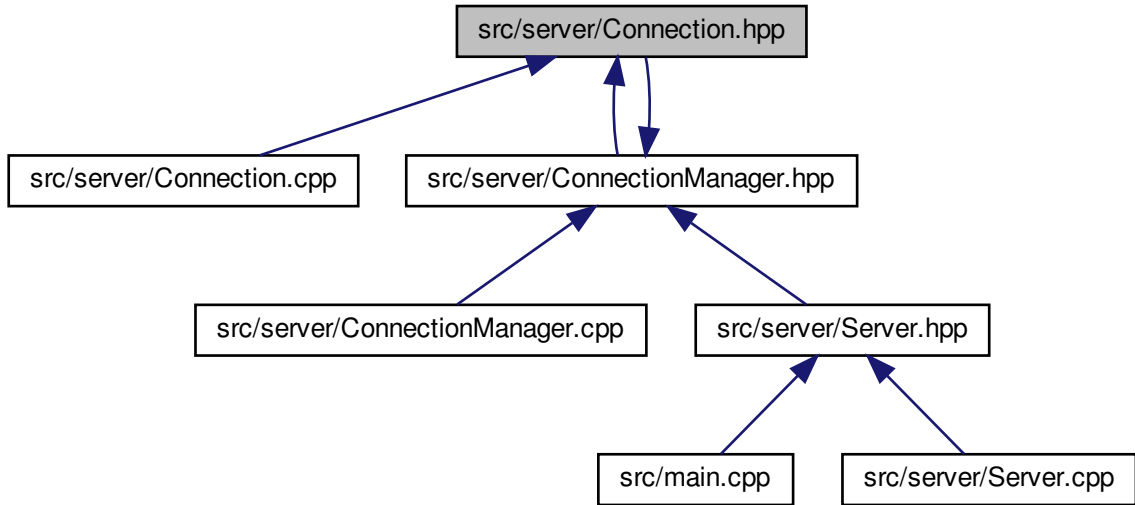 src/server/Connection.hpp
src/server/Connection.cpp
src/server/ConnectionManager.hpp
src/server/ConnectionManager.cpp
src/server/Server.hpp
src/main.cpp
src/server/Server.cpp